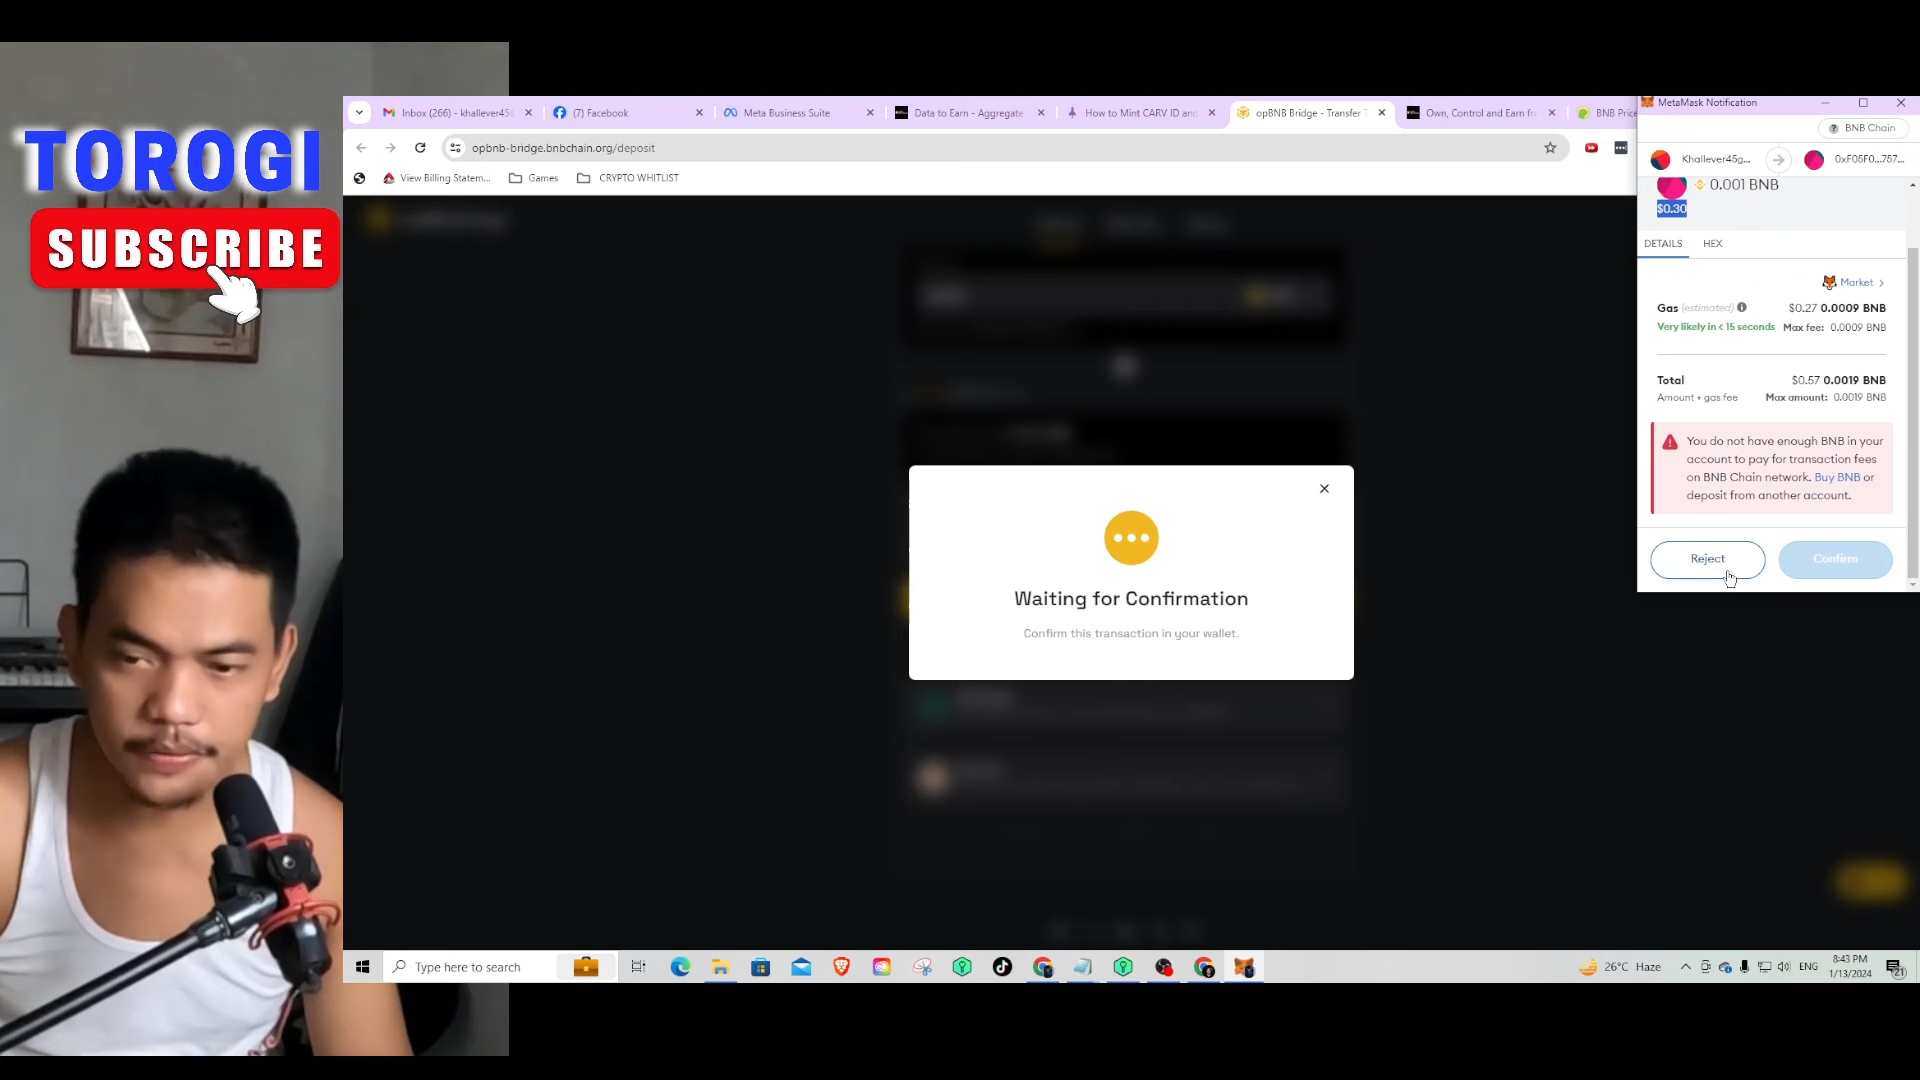 TOROGI
SUBSCRIBE
Inbox (266) - khallever45
(7) Facebook
Meta Business Suite
Data to Earn - Aggregate
How to Mint CARV ID and
opBNB Bridge - Transfer T
Own, Control and Earn fr
BNB Price
opbnb-bridge.bnbchain.org/deposit
View Billing Statem...
Games
CRYPTO WHITLIST
MetaMask Notification
BNB Chain
Khallever45g...
0xF05F0...757...
0.001 BNB
$0.30
DETAILS
HEX
Market >
Gas (estimated)
$0.27 0.0009 BNB
Very likely in < 15 seconds
Max fee: 0.0009 BNB
Total
$0.57 0.0019 BNB
Amount + gas fee
Max amount: 0.0019 BNB
You do not have enough BNB in your
account to pay for transaction fees
on BNB Chain network. Buy BNB or
deposit from another account.
Reject
Confirm
Waiting for Confirmation
Confirm this transaction in your wallet.
Type here to search
26°C Haze
ENG
8:43 PM
1/13/2024
21